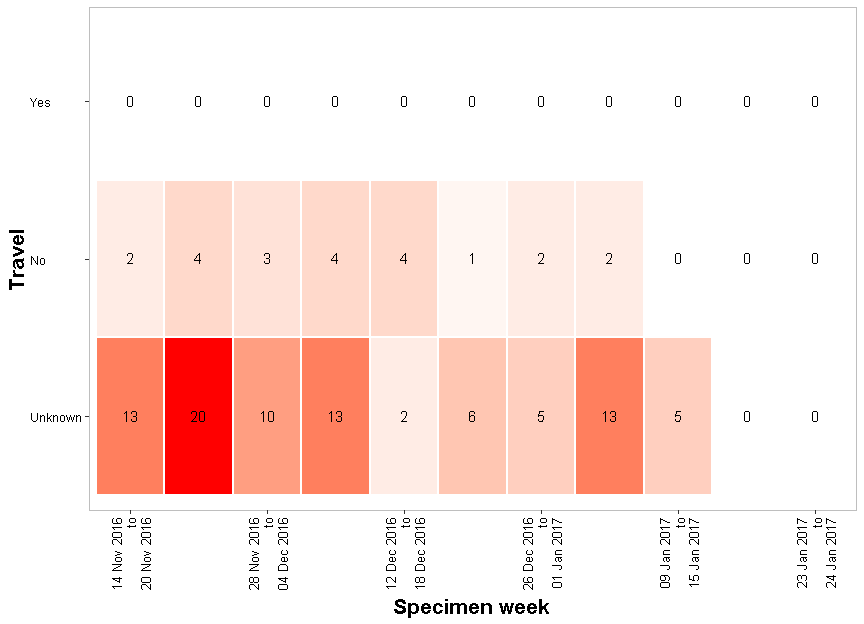 Travel
Yes
0 0 0 0 0 0 0 0 0 0 0
No
2 4 3 4 4 1 2 2 0 0 0
Unknown
13 20 10 13 2 6 5 13 5 0 0
14 Nov 2016
to
20 Nov 2016
28 Nov 2016
to
04 Dec 2016
12 Dec 2016
to
18 Dec 2016
26 Dec 2016
to
01 Jan 2017
09 Jan 2017
to
15 Jan 2017
23 Jan 2017
to
24 Jan 2017
Specimen week